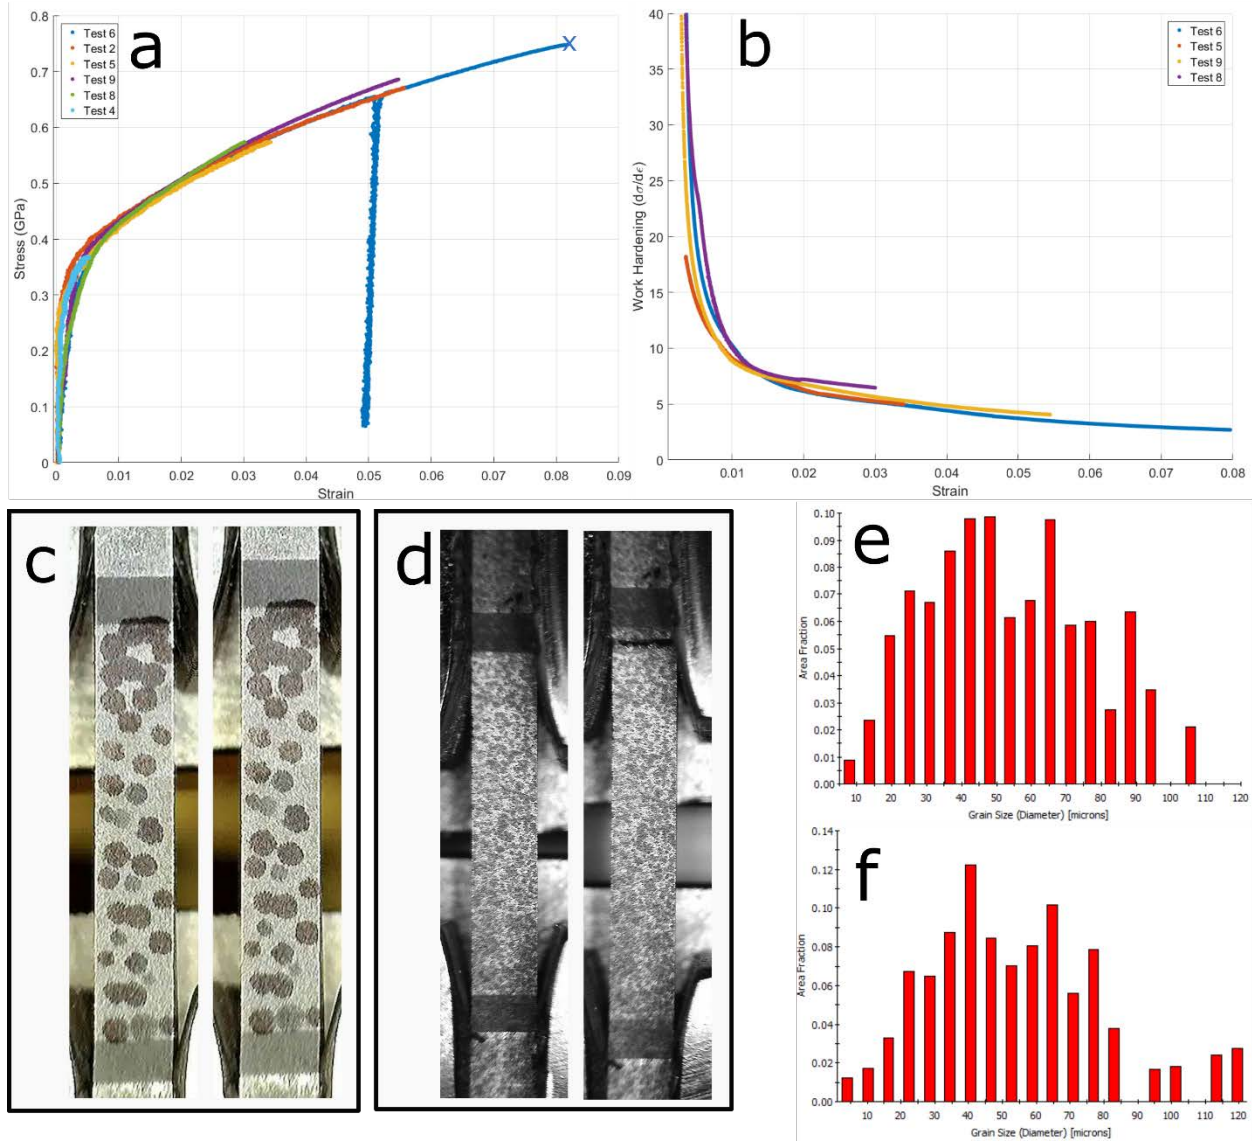 a
0.8
0.7
0.6
0.5
0.4
0.3
0.2
0.1
0
Stress (GPa)
Test 6
Test 2
Test 5
Test 9
Test 8
Test 4
X
0 0.01 0.02 0.03 0.04 0.05 0.06 0.07 0.08 0.09
Strain
b
40
35
30
25
20
15
10
5
0
Work Hardening (dσ/dϵ)
Test 6
Test 5
Test 9
Test 8
0.01 0.02 0.03 0.04 0.05 0.06 0.07 0.08
Strain
c
d
e
0.10
0.09
0.08
0.07
0.06
0.05
0.04
0.03
0.02
0.01
0.00
Area Fraction
10 20 30 40 50 60 70 80 90 100 110 120
Grain Size (Diameter) [microns]
f
0.14
0.12
0.10
0.08
0.06
0.04
0.02
0.00
Area Fraction
10 20 30 40 50 60 70 80 90 100 110 120
Grain Size (Diameter) [microns]